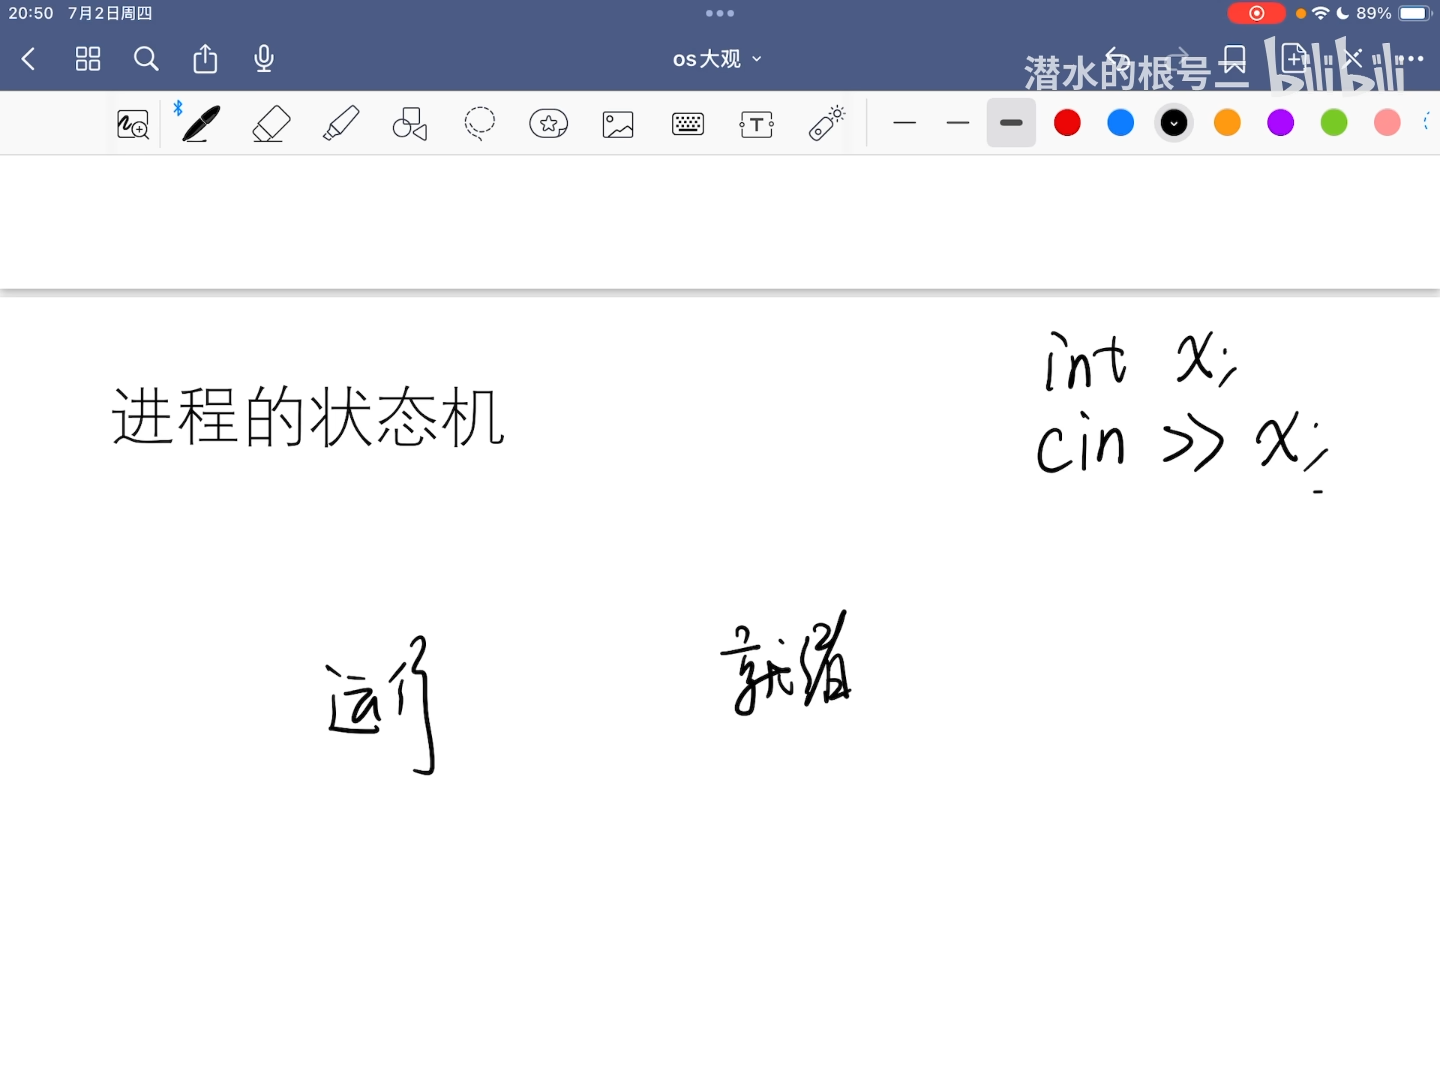 20:50 7月2日周四 89%
os大观
潜水的根号二 bilibili
int x;
cin >> x;
进程的状态机
运行 就绪